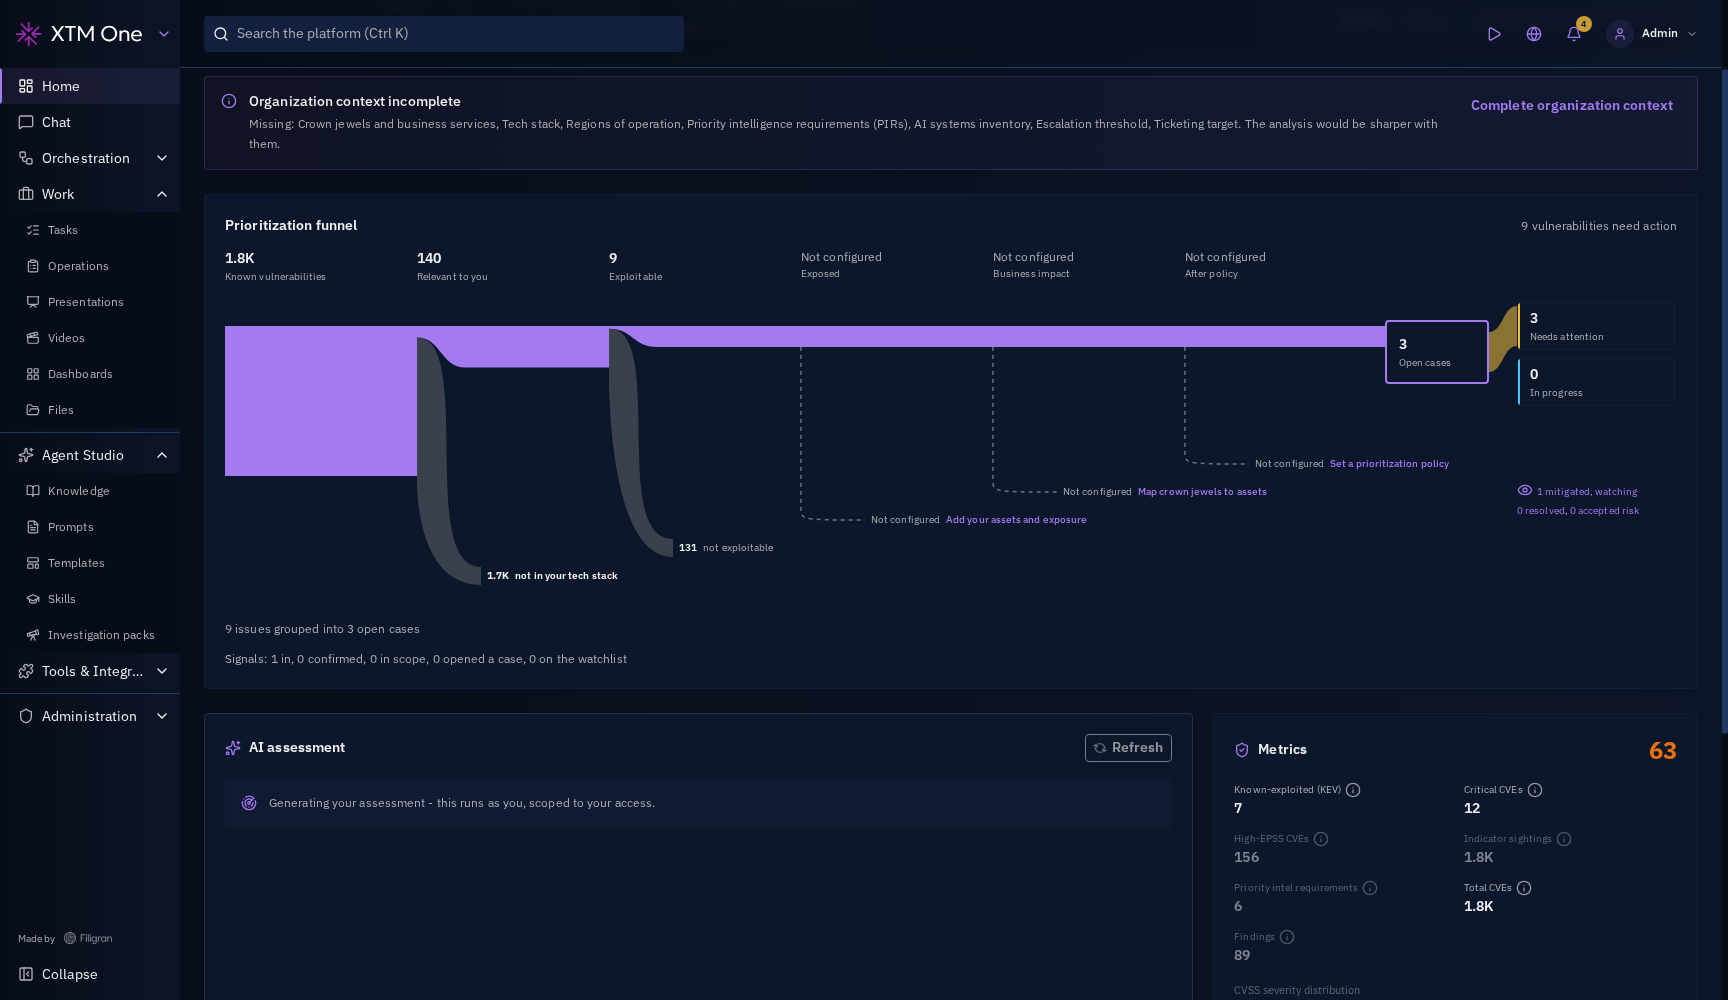 XTM One
Search the platform (Ctrl K)
4
Admin
Home
Chat
Orchestration
Work
Tasks
Operations
Presentations
Videos
Dashboards
Files
Agent Studio
Knowledge
Prompts
Templates
Skills
Investigation packs
Tools & Integr...
Administration
Made by Filigran
Collapse
Organization context incomplete
Missing: Crown jewels and business services, Tech stack, Regions of operation, Priority intelligence requirements (PIRs), AI systems inventory, Escalation threshold, Ticketing target. The analysis would be sharper with
them.
Complete organization context
Prioritization funnel
9 vulnerabilities need action
1.8K
Known vulnerabilities
140
Relevant to you
9
Exploitable
Not configured
Exposed
Not configured
Business impact
Not configured
After policy
3
Open cases
3
Needs attention
0
In progress
Not configured Set a prioritization policy
Not configured Map crown jewels to assets
Not configured Add your assets and exposure
131 not exploitable
1.7K not in your tech stack
1 mitigated, watching
0 resolved, 0 accepted risk
9 issues grouped into 3 open cases
Signals: 1 in, 0 confirmed, 0 in scope, 0 opened a case, 0 on the watchlist
AI assessment
Refresh
Generating your assessment - this runs as you, scoped to your access.
Metrics
63
Known-exploited (KEV)
7
Critical CVEs
12
High-EPSS CVEs
156
Indicator sightings
1.8K
Priority intel requirements
6
Total CVEs
1.8K
Findings
89
CVSS severity distribution